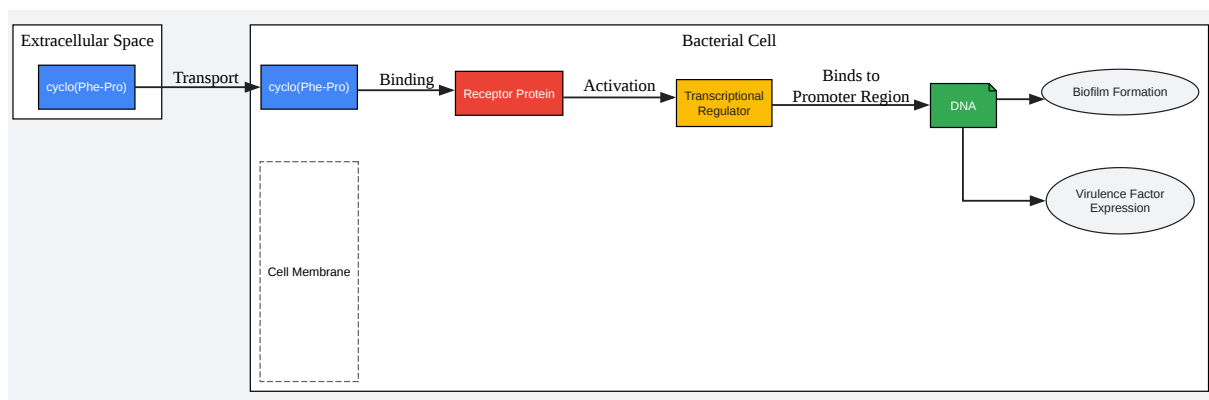 Extracellular Space
cyclo(Phe-Pro)
Transport
Bacterial Cell
cyclo(Phe-Pro)
Binding
Receptor Protein
Activation
Transcriptional
Regulator
Binds to
Promoter Region
DNA
Biofilm Formation
Virulence Factor
Expression
Cell Membrane